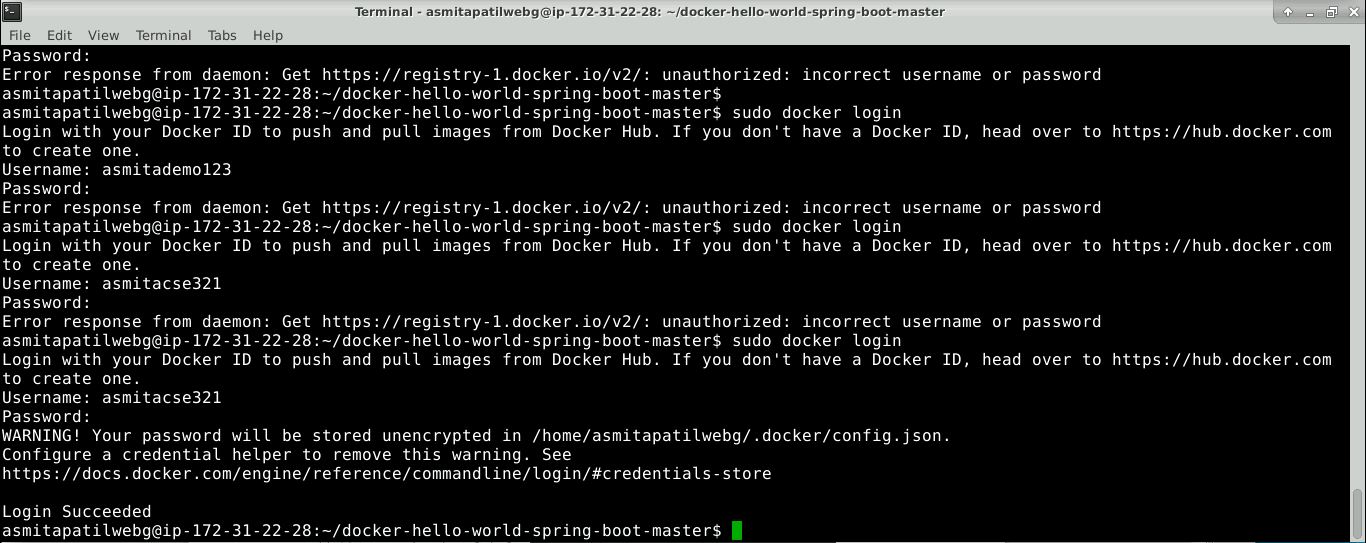 Terminal - asmitapatilwebg@ip-172-31-22-28: ~/docker-hello-world-spring-boot-master
File Edit View Terminal Tabs Help
Password:
Error response from daemon: Get https://registry-1.docker.io/v2/: unauthorized: incorrect username or password
asmitapatilwebg@ip-172-31-22-28:~/docker-hello-world-spring-boot-master$
asmitapatilwebg@ip-172-31-22-28:~/docker-hello-world-spring-boot-master$ sudo docker login
Login with your Docker ID to push and pull images from Docker Hub. If you don't have a Docker ID, head over to https://hub.docker.com
to create one.
Username: asmitademo123
Password:
Error response from daemon: Get https://registry-1.docker.io/v2/: unauthorized: incorrect username or password
asmitapatilwebg@ip-172-31-22-28:~/docker-hello-world-spring-boot-master$ sudo docker login
Login with your Docker ID to push and pull images from Docker Hub. If you don't have a Docker ID, head over to https://hub.docker.com
to create one.
Username: asmitacse321
Password:
Error response from daemon: Get https://registry-1.docker.io/v2/: unauthorized: incorrect username or password
asmitapatilwebg@ip-172-31-22-28:~/docker-hello-world-spring-boot-master$ sudo docker login
Login with your Docker ID to push and pull images from Docker Hub. If you don't have a Docker ID, head over to https://hub.docker.com
to create one.
Username: asmitacse321
Password:
WARNING! Your password will be stored unencrypted in /home/asmitapatilwebg/.docker/config.json.
Configure a credential helper to remove this warning. See
https://docs.docker.com/engine/reference/commandline/login/#credentials-store
Login Succeeded
asmitapatilwebg@ip-172-31-22-28:~/docker-hello-world-spring-boot-master$